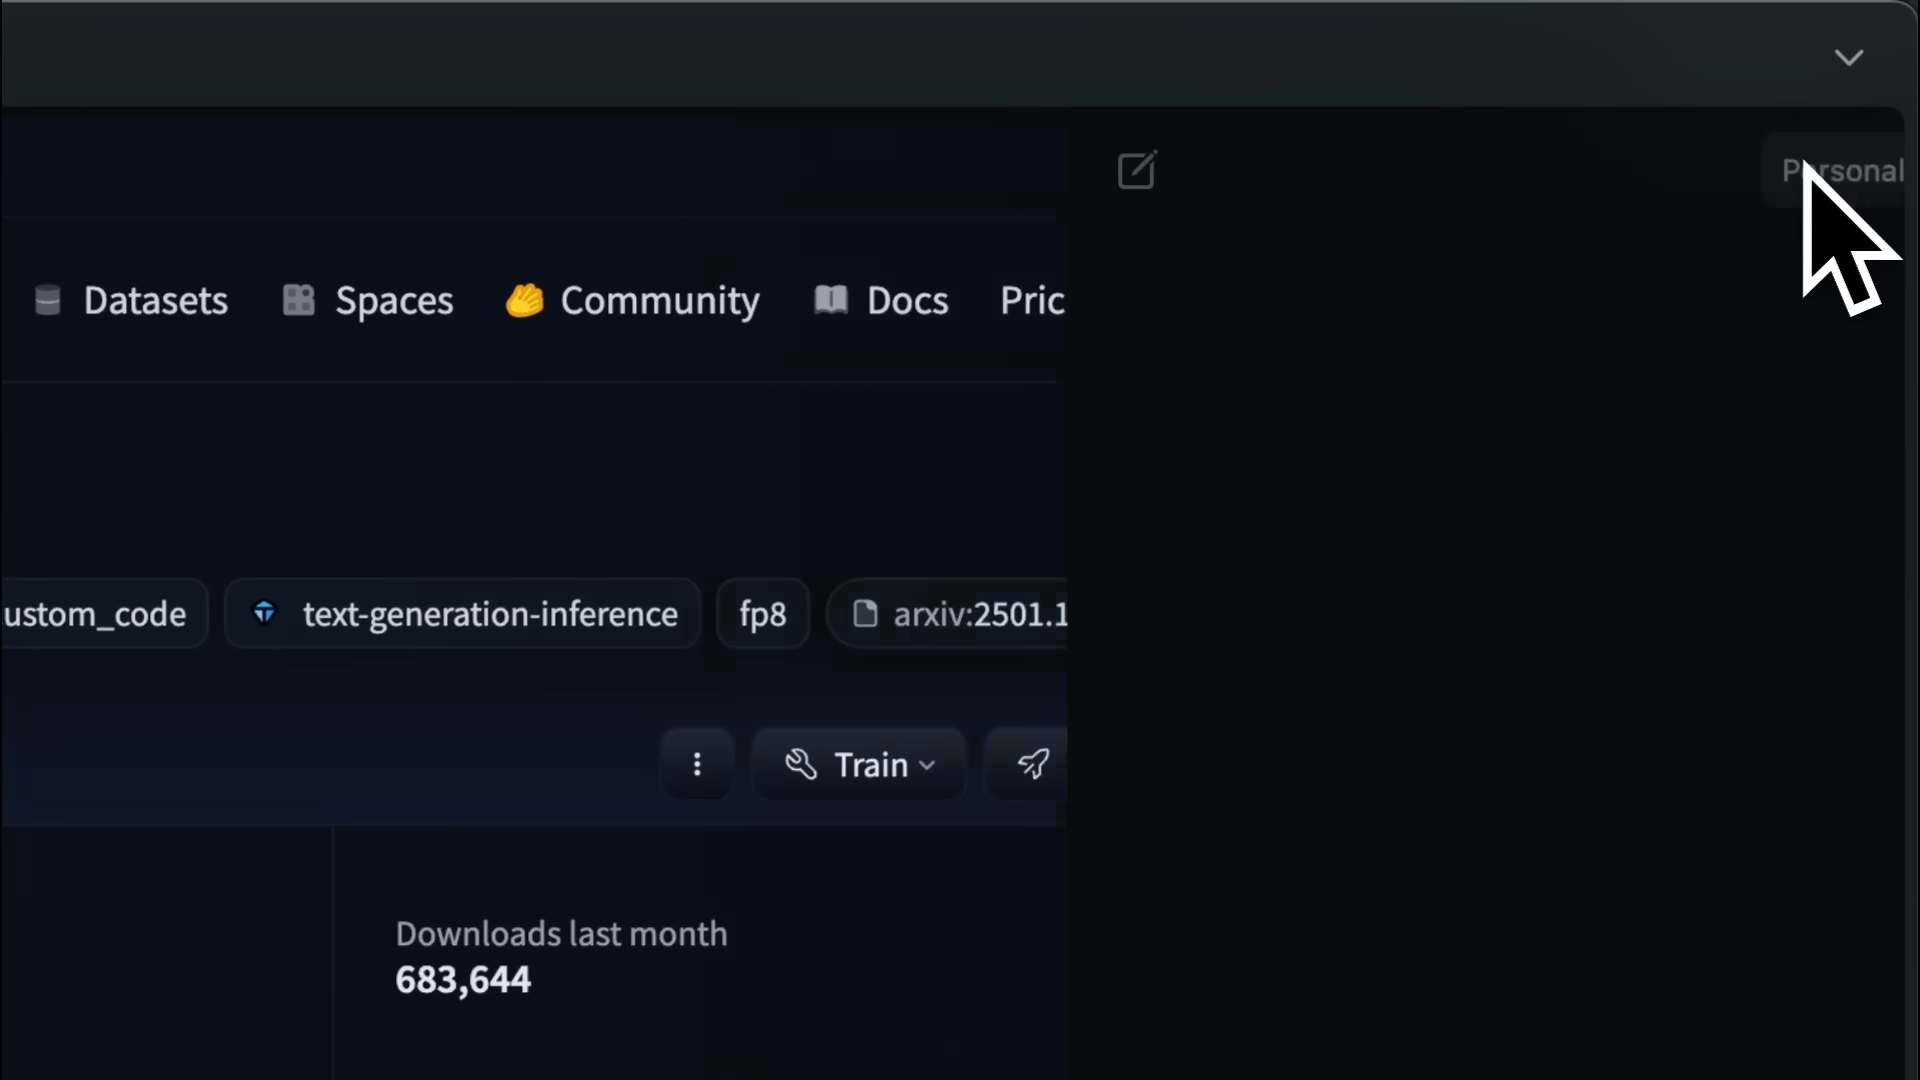 Personal
Datasets Spaces Community Docs Pric
ustom_code text-generation-inference fp8 arxiv:2501.1
Train
Downloads last month
683,644